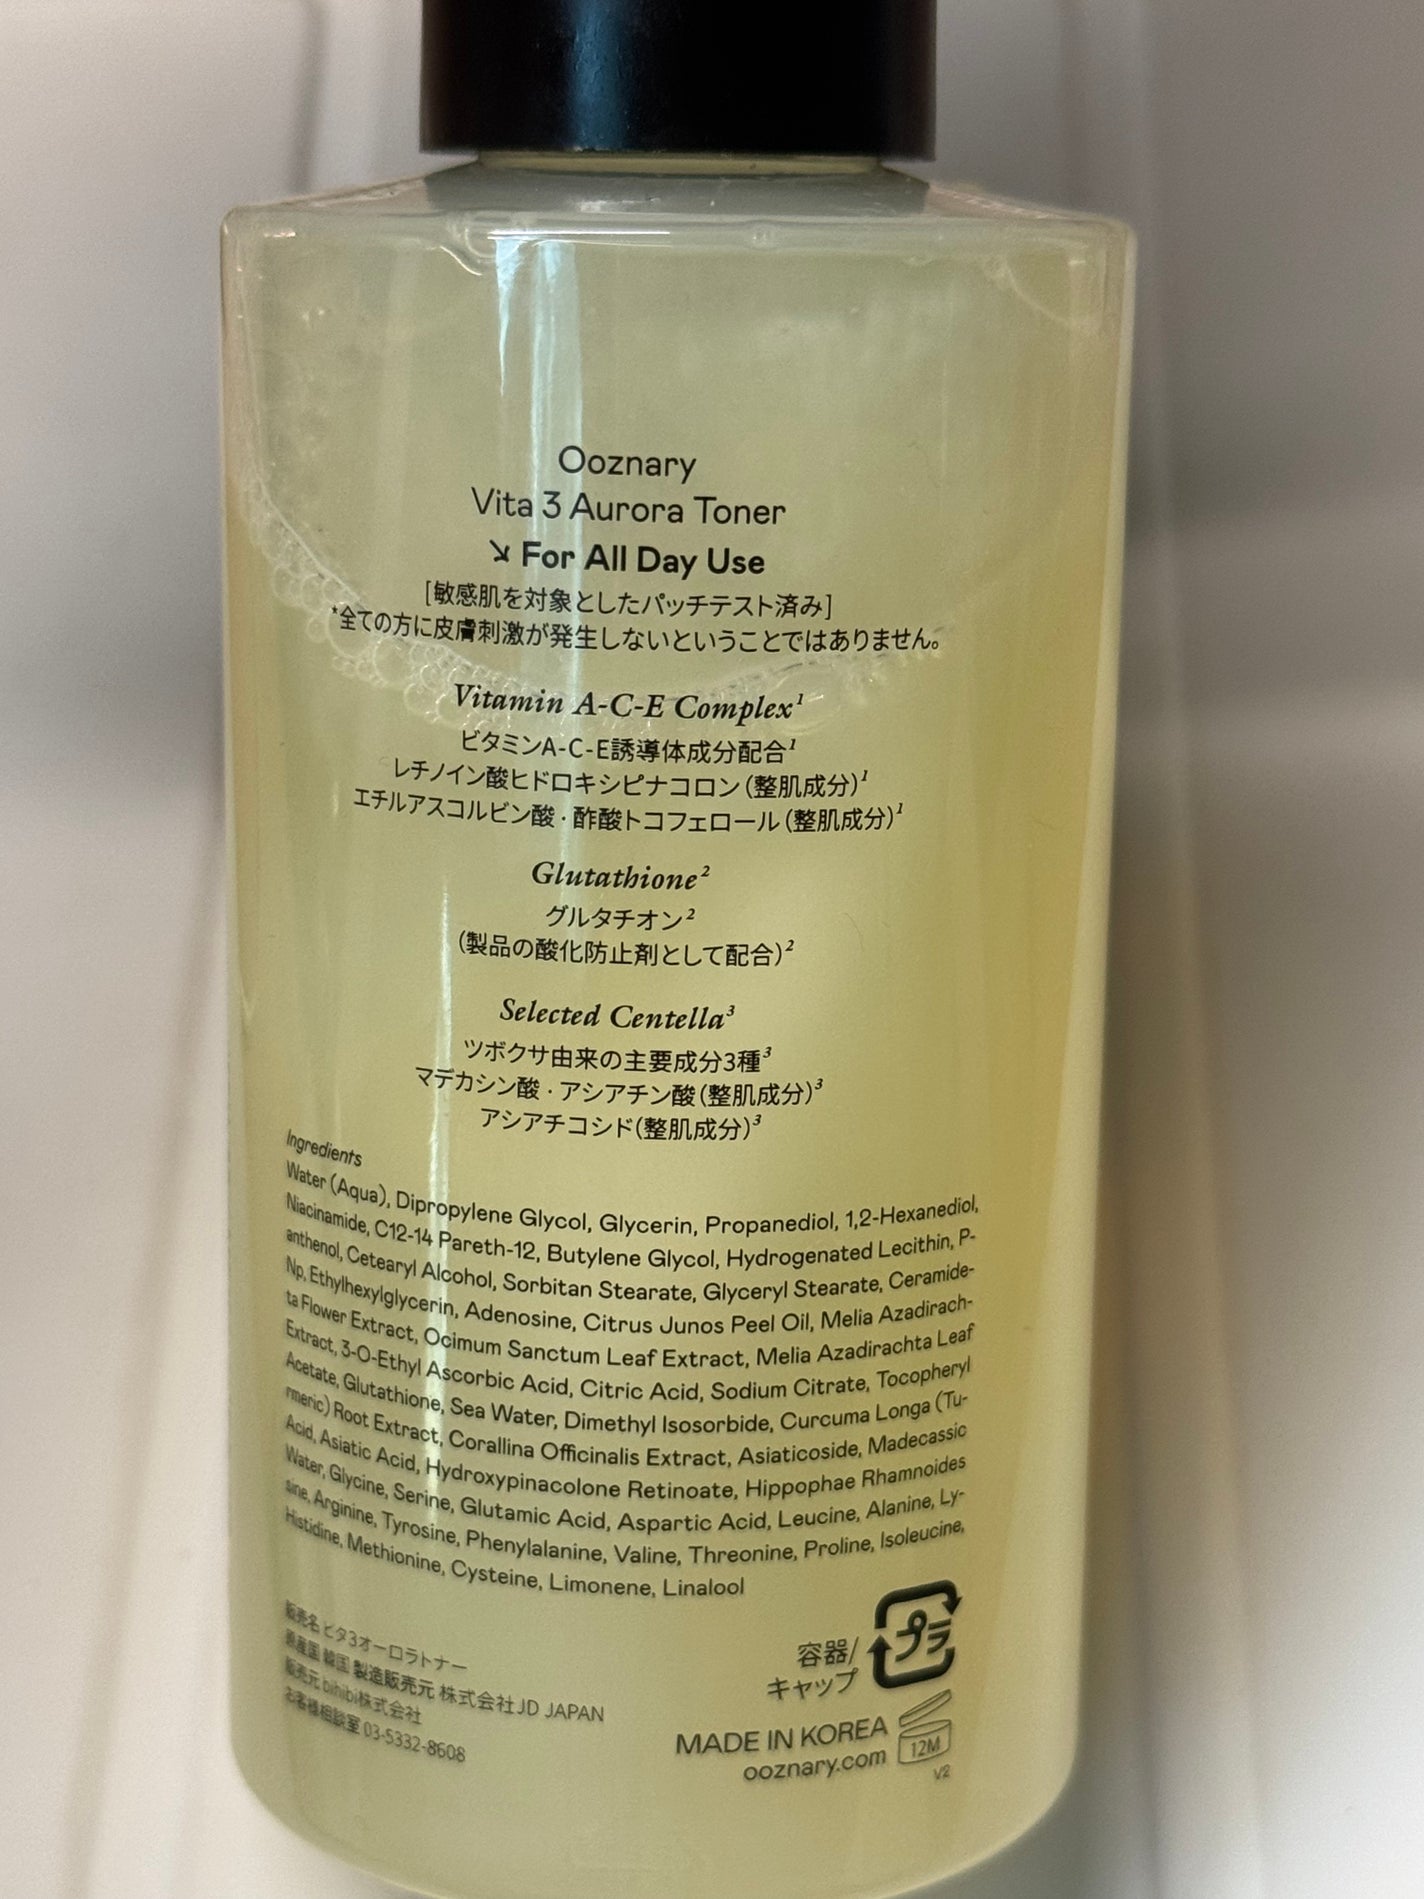 Ooznary
Vita 3 Aurora Toner
↘ For All Day Use
[敏感肌を対象としたパッチテスト済み]
*全ての方に皮膚刺激が発生しないということではありません。
Vitamin A-C-E Complex¹
ビタミンA-C-E誘導体成分配合¹
レチノイン酸ヒドロキシピナコロン(整肌成分)¹
エチルアスコルビン酸・酢酸トコフェロール(整肌成分)¹
Glutathione²
グルタチオン²
(製品の酸化防止剤として配合)²
Selected Centella³
ツボクサ由来の主要成分3種³
マデカシン酸・アシアチン酸(整肌成分)³
アシアチコシド(整肌成分)³
Ingredients
Water (Aqua), Dipropylene Glycol, Glycerin, Propanediol, 1,2-Hexanediol,
Niacinamide, C12-14 Pareth-12, Butylene Glycol, Hydrogenated Lecithin, P-
anthenol, Cetearyl Alcohol, Sorbitan Stearate, Glyceryl Stearate, Ceramide-
Np, Ethylhexylglycerin, Adenosine, Citrus Junos Peel Oil, Melia Azadirach-
ta Flower Extract, Ocimum Sanctum Leaf Extract, Melia Azadirachta Leaf
Extract, 3-O-Ethyl Ascorbic Acid, Citric Acid, Sodium Citrate, Tocopheryl
Acetate, Glutathione, Sea Water, Dimethyl Isosorbide, Curcuma Longa (Tu-
rmeric) Root Extract, Corallina Officinalis Extract, Asiaticoside, Madecassic
Acid, Asiatic Acid, Hydroxypinacolone Retinoate, Hippophae Rhamnoides
Water, Glycine, Serine, Glutamic Acid, Aspartic Acid, Leucine, Alanine, Ly-
sine, Arginine, Tyrosine, Phenylalanine, Valine, Threonine, Proline, Isoleucine,
Histidine, Methionine, Cysteine, Limonene, Linalool
販売名 ビタ3オーロラトナー
原産国 韓国 製造販売元 株式会社JD JAPAN
販売元 bihibi株式会社
お客様相談室 03-5332-8608
プラ
容器/
キャップ
MADE IN KOREA
ooznary.com
12M
V2